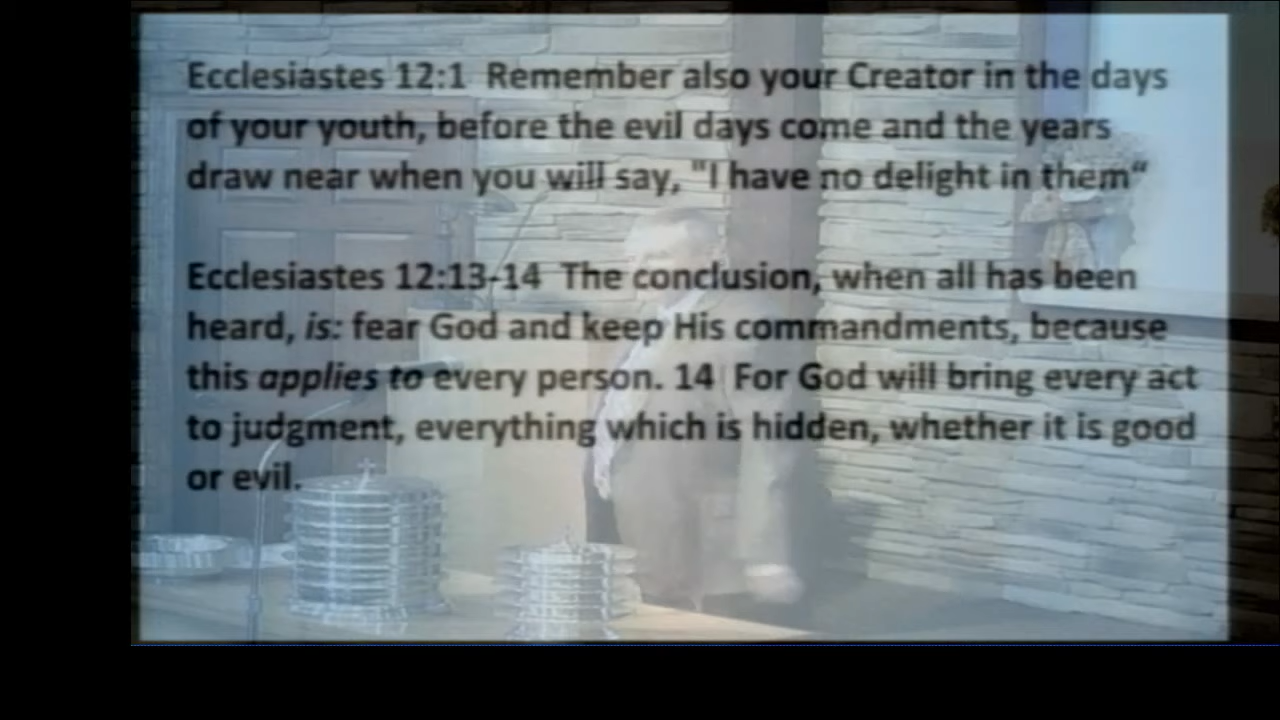 Ecclesiastes 12:1  Remember also your Creator in the days
of your youth, before the evil days come and the years
draw near when you will say, "I have no delight in them“
Ecclesiastes 12:13-14  The conclusion, when all has been
heard, is: fear God and keep His commandments, because
this applies to every person. 14  For God will bring every act
to judgment, everything which is hidden, whether it is good
or evil.